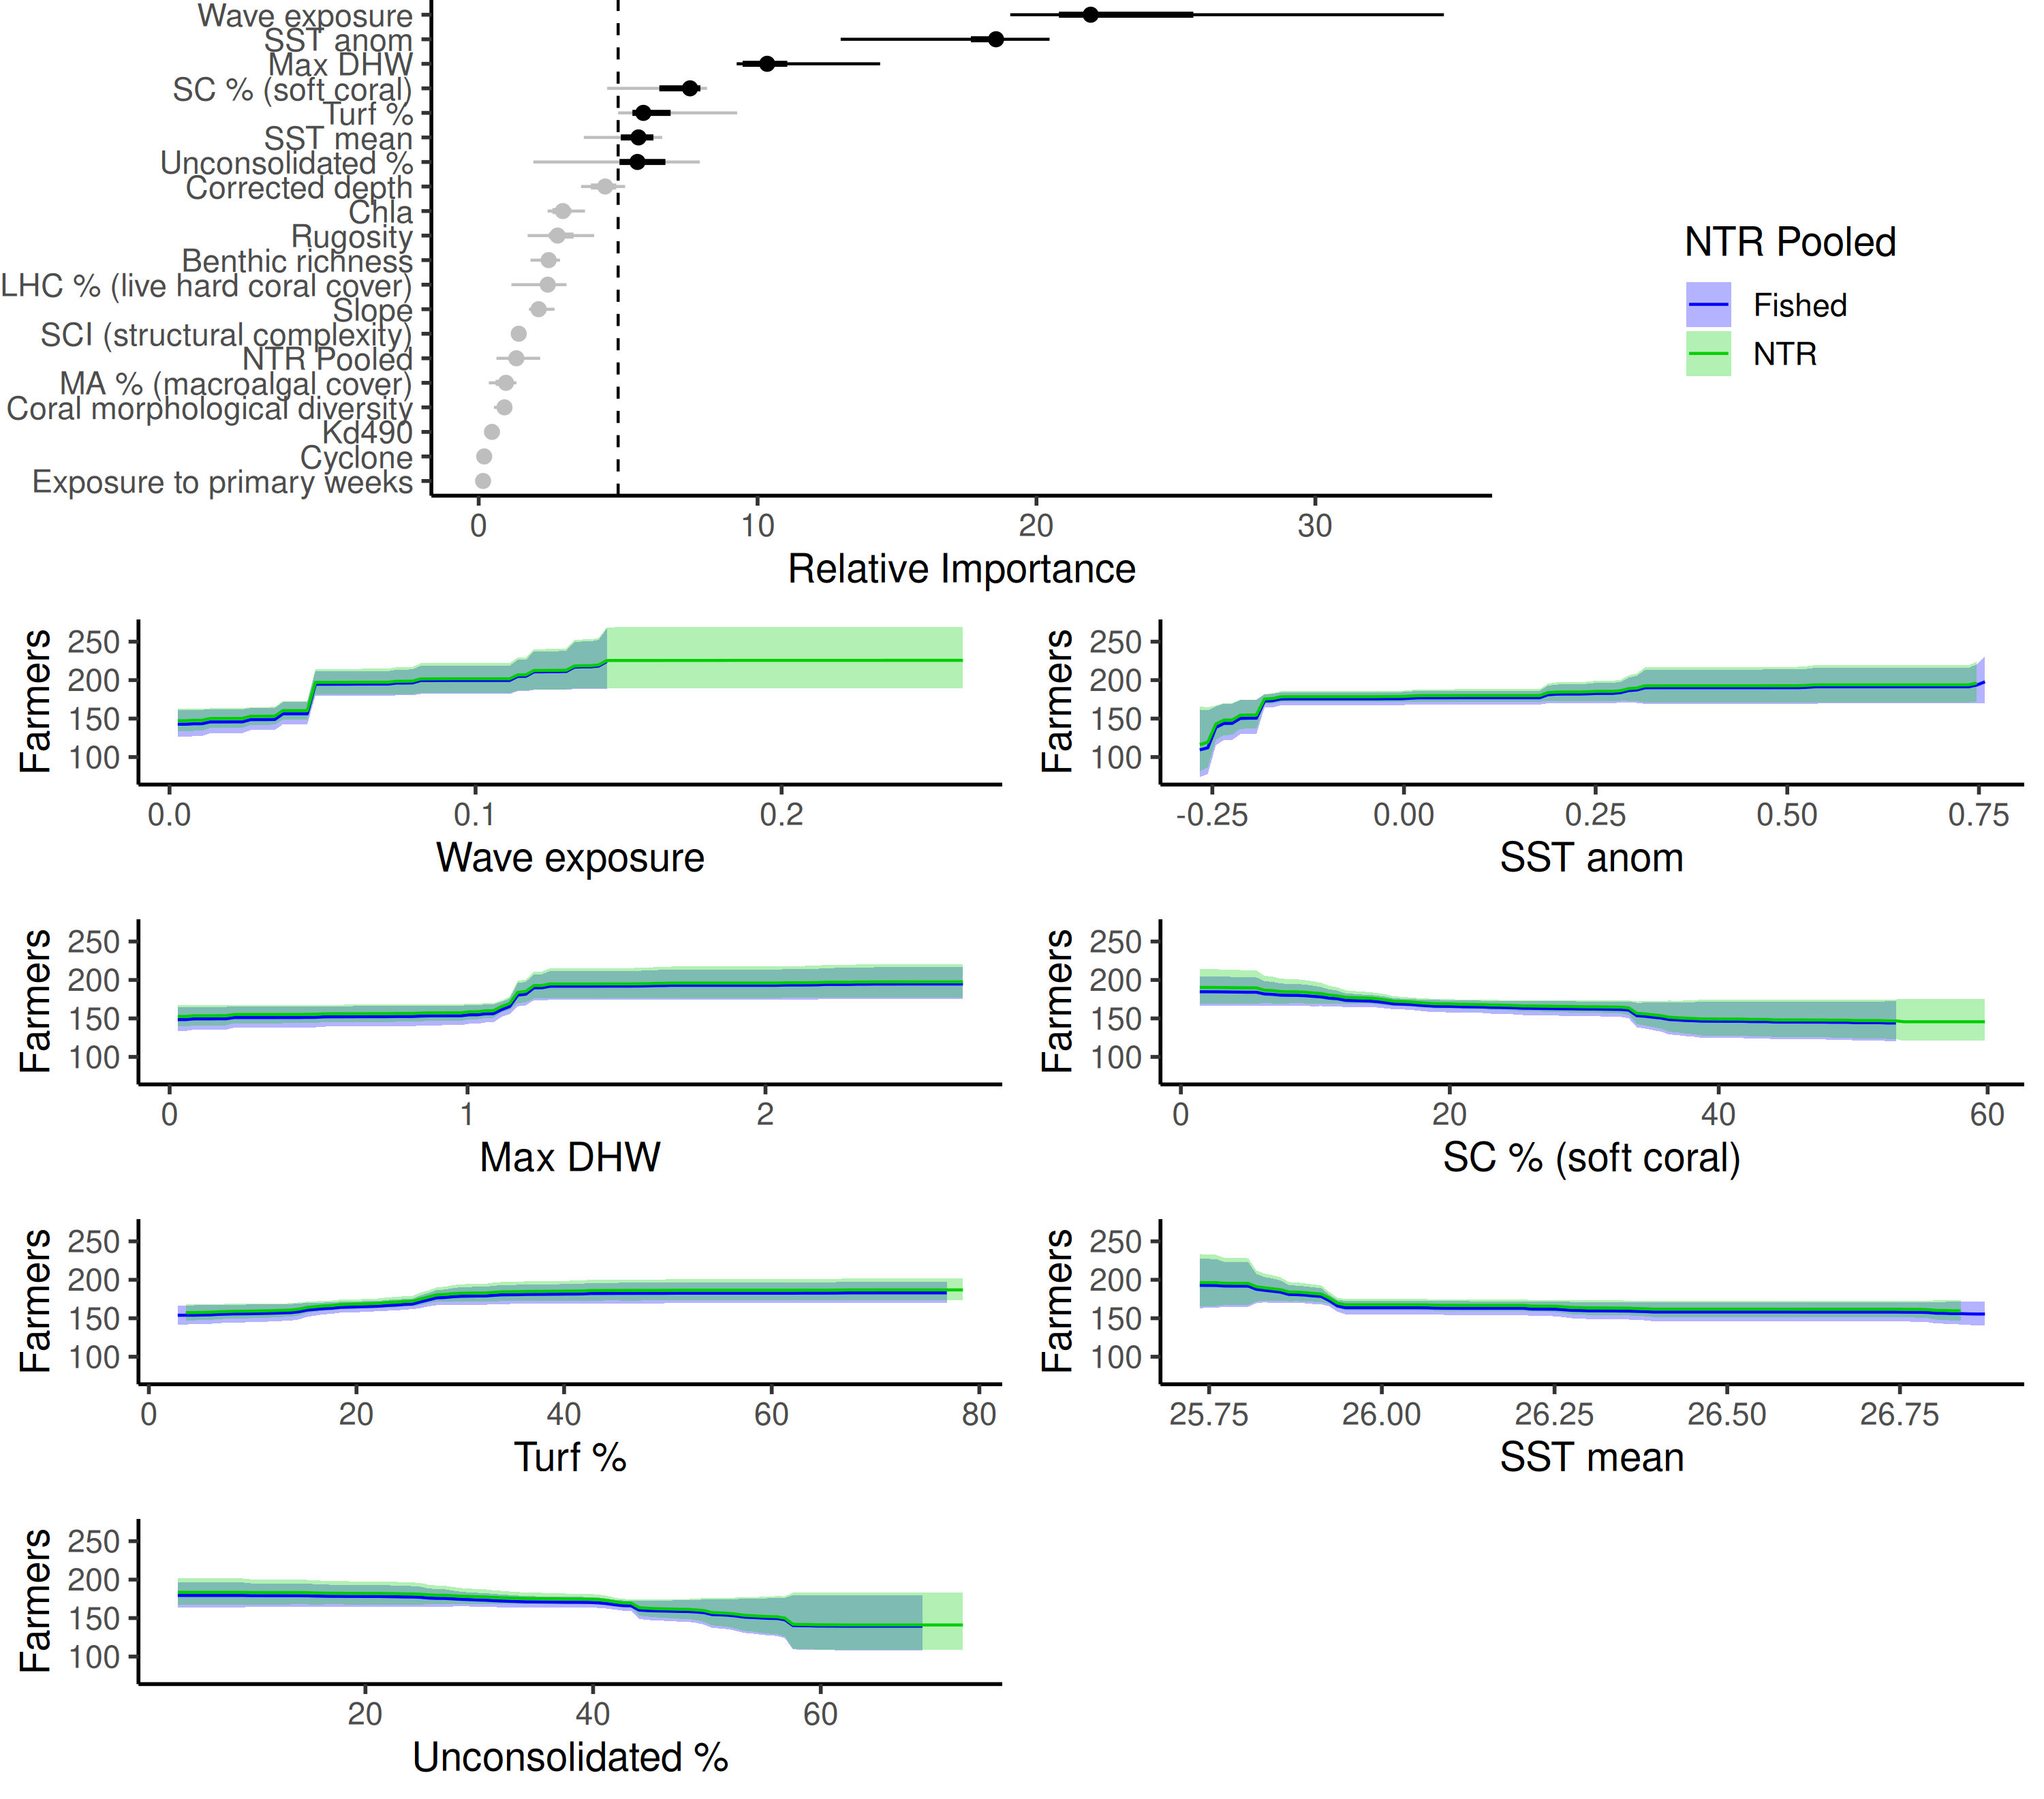 Wave exposure
SST anom
Max DHW
SC % (soft coral)
Turf %
SST mean
Unconsolidated %
Corrected depth
Chla
Rugosity
Benthic richness
LHC % (live hard coral cover)
Slope
SCI (structural complexity)
NTR Pooled
MA % (macroalgal cover)
Coral morphological diversity
Kd490
Cyclone
Exposure to primary weeks
0 10 20 30
Relative Importance
NTR Pooled
Fished
NTR
Farmers
250
200
150
100
0.0 0.1 0.2
Wave exposure
Farmers
250
200
150
100
-0.25 0.00 0.25 0.50 0.75
SST anom
Farmers
250
200
150
100
0 1 2
Max DHW
Farmers
250
200
150
100
0 20 40 60
SC % (soft coral)
Farmers
250
200
150
100
0 20 40 60 80
Turf %
Farmers
250
200
150
100
25.75 26.00 26.25 26.50 26.75
SST mean
Farmers
250
200
150
100
20 40 60
Unconsolidated %